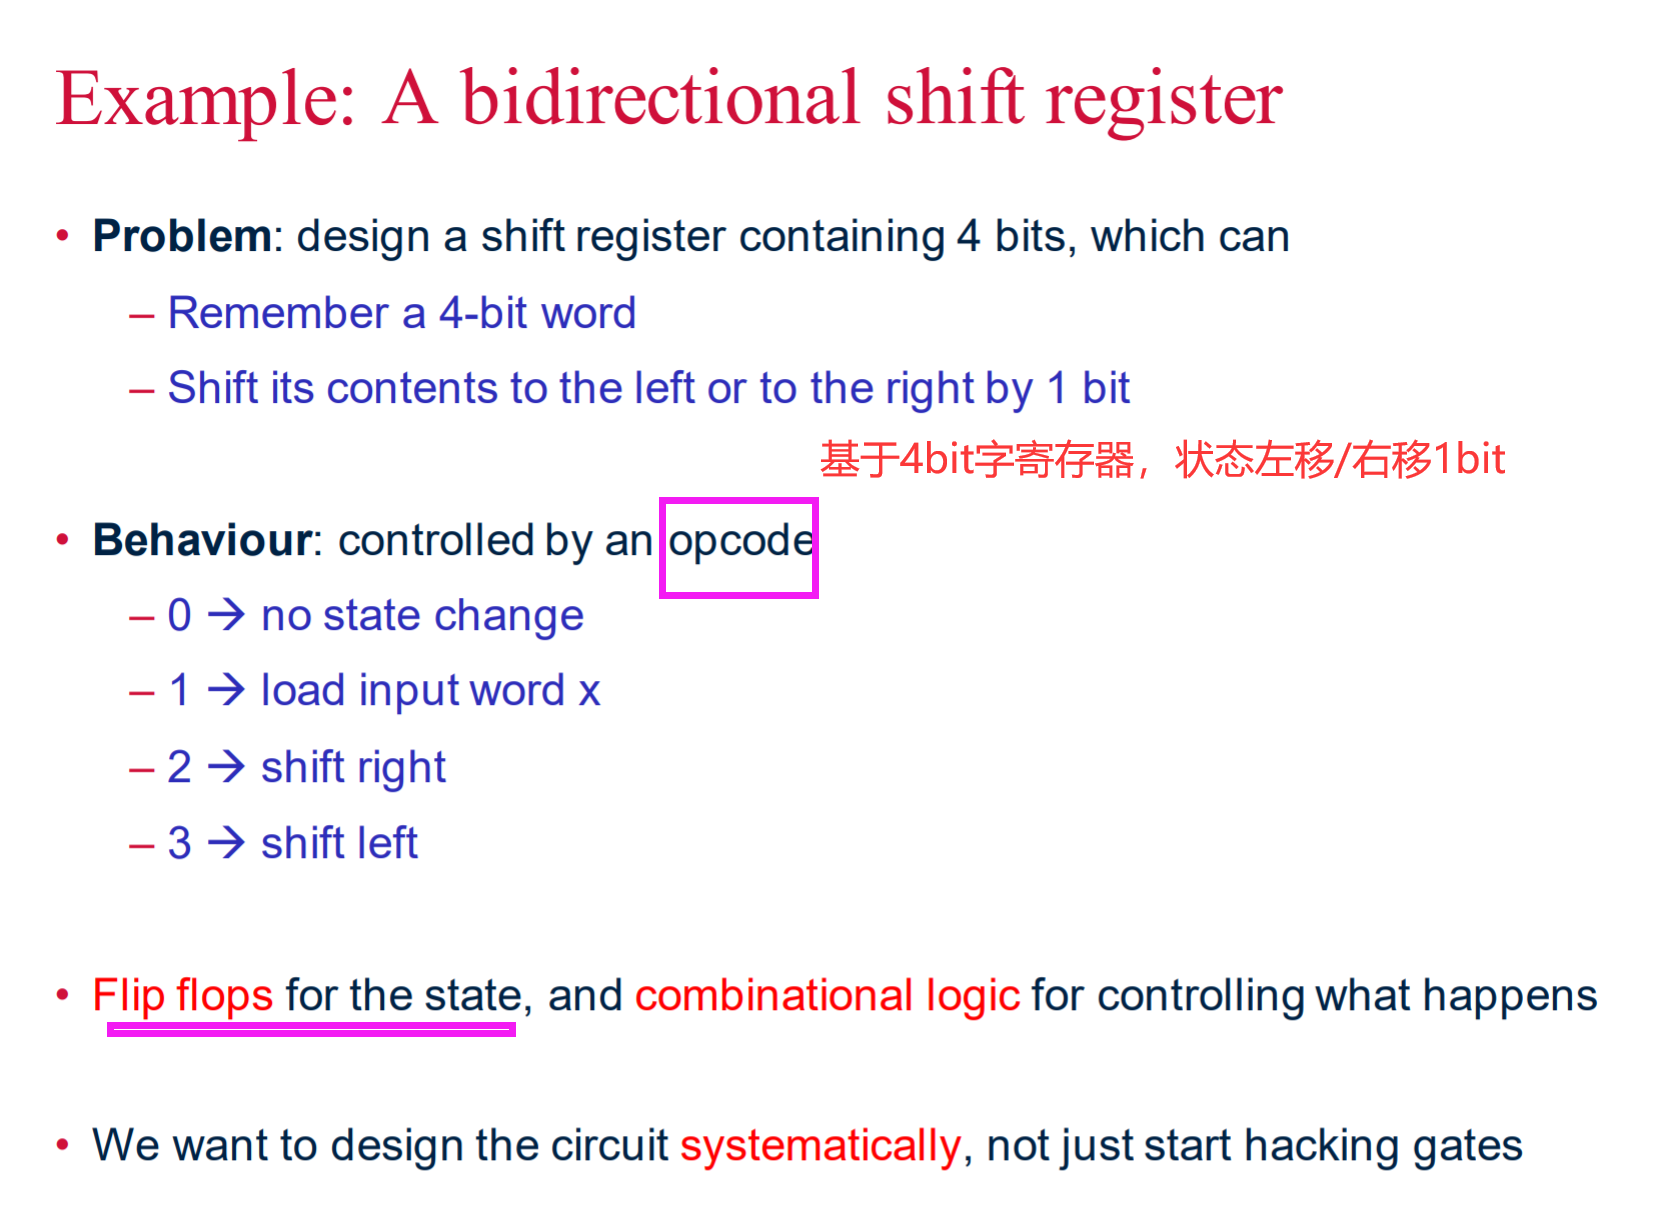 Example: A bidirectional shift register
• Problem: design a shift register containing 4 bits, which can
– Remember a 4-bit word
– Shift its contents to the left or to the right by 1 bit
基于4bit字寄存器，状态左移/右移1bit
• Behaviour: controlled by an opcode
– 0 → no state change
– 1 → load input word x
– 2 → shift right
– 3 → shift left
• Flip flops for the state, and combinational logic for controlling what happens
• We want to design the circuit systematically, not just start hacking gates